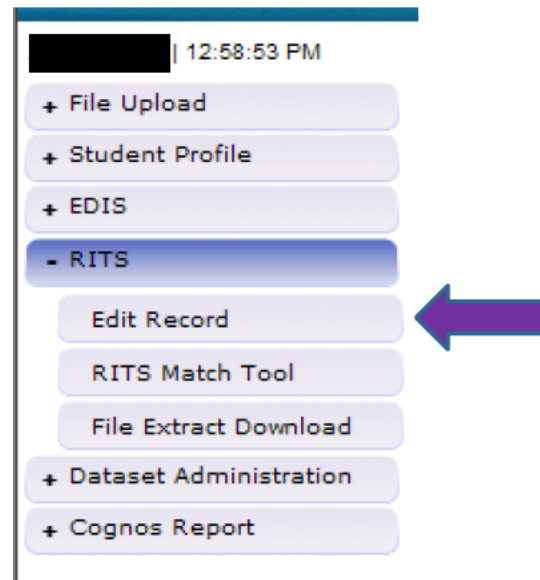 | 12:58:53 PM
+ File Upload
+ Student Profile
+ EDIS
- RITS
Edit Record
RITS Match Tool
File Extract Download
+ Dataset Administration
+ Cognos Report